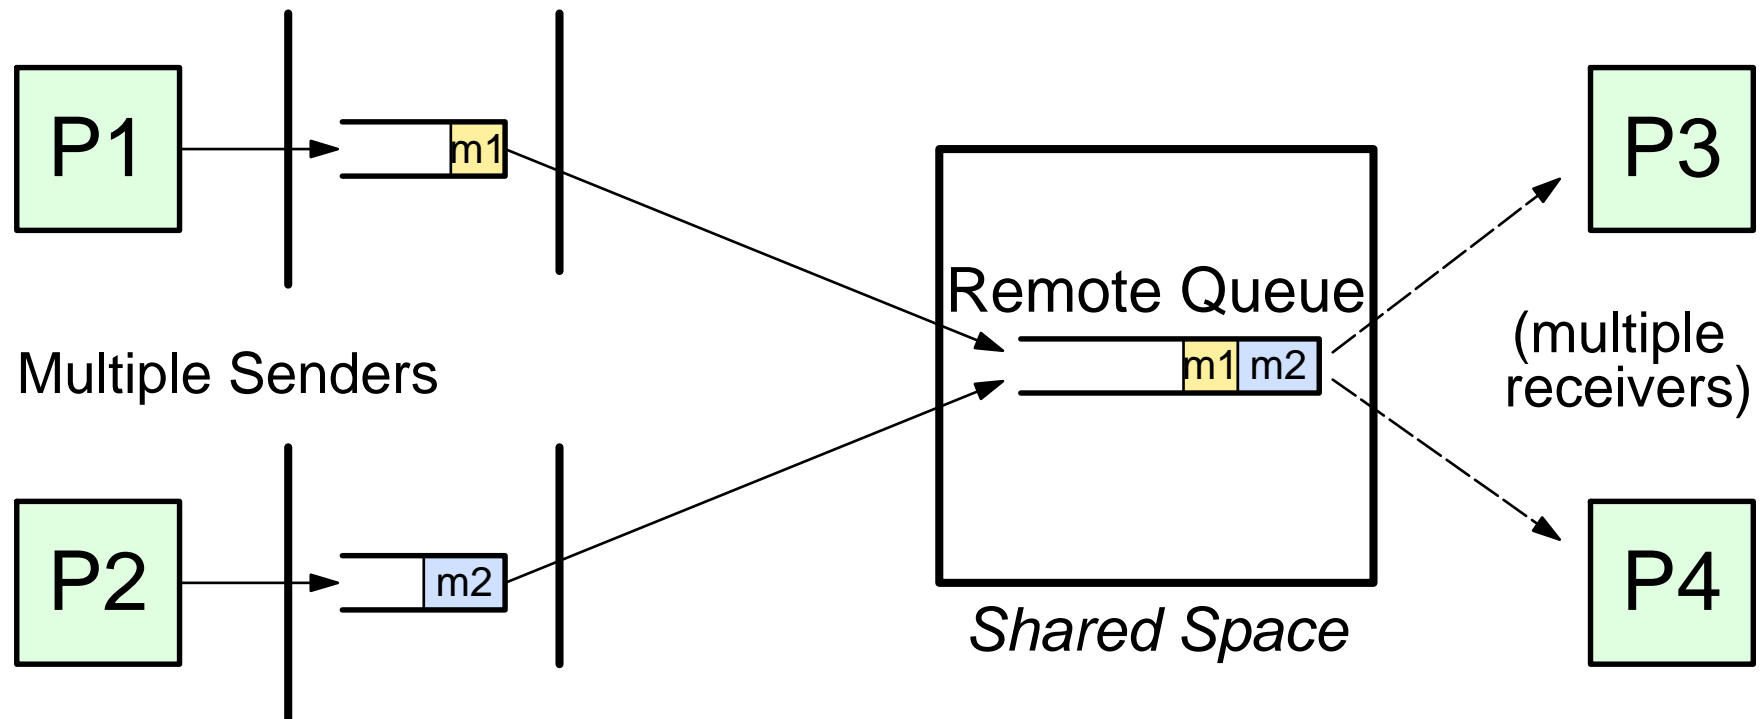 P1
m1
P3
Remote Queue
(multiple
receivers)
m1 m2
Multiple Senders
P2
m2
P4
Shared Space